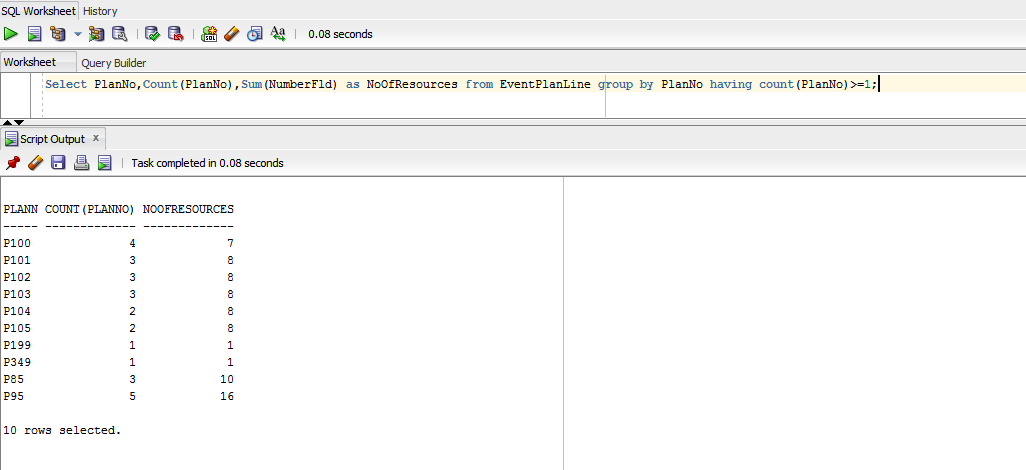 SQL Worksheet History
0.08 seconds
Worksheet Query Builder
Select PlanNo,Count(PlanNo),Sum(NumberFld) as NoOfResources from EventPlanLine group by PlanNo having count(PlanNo)>=1;
Script Output x
Task completed in 0.08 seconds
PLANN COUNT(PLANNO) NOOFRESOURCES
----- ------------- -------------
P100 4 7
P101 3 8
P102 3 8
P103 3 8
P104 2 8
P105 2 8
P199 1 1
P349 1 1
P85 3 10
P95 5 16
10 rows selected.